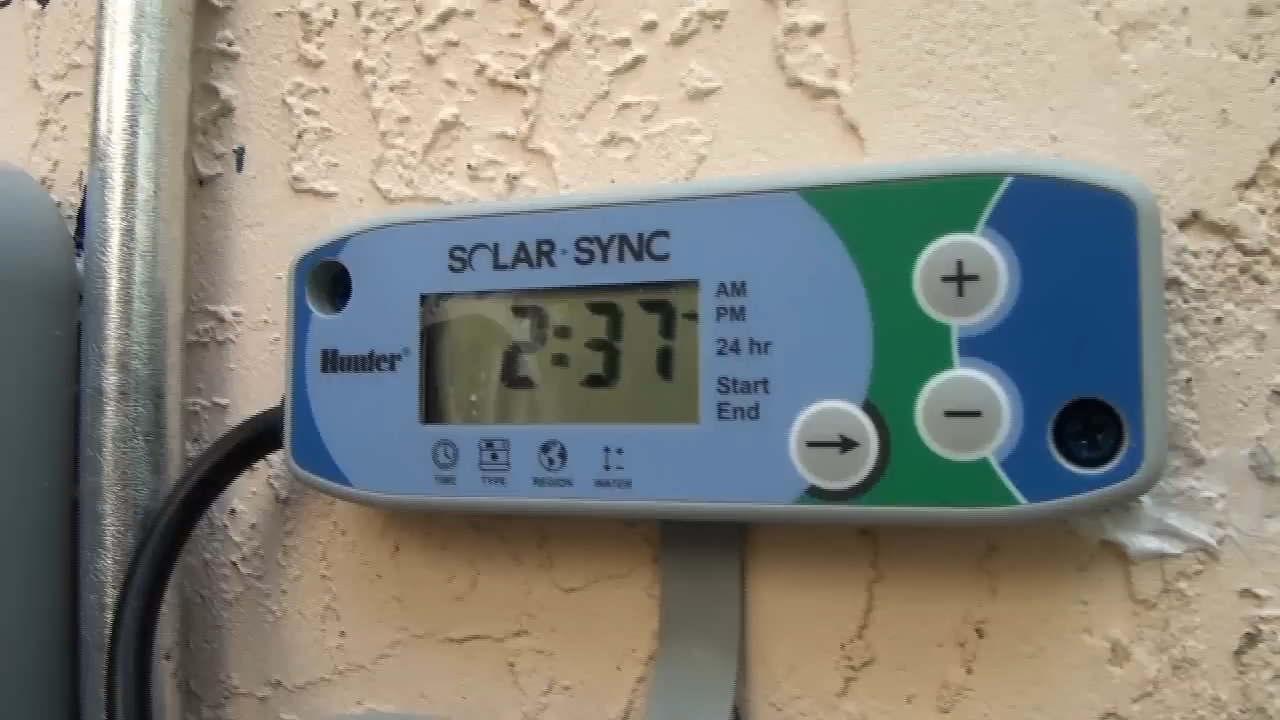 SOLAR·SYNC
2:37
AM
PM
24 hr
Start
End
Hunter®
TIME TYPE REGION WATER
+
-
→